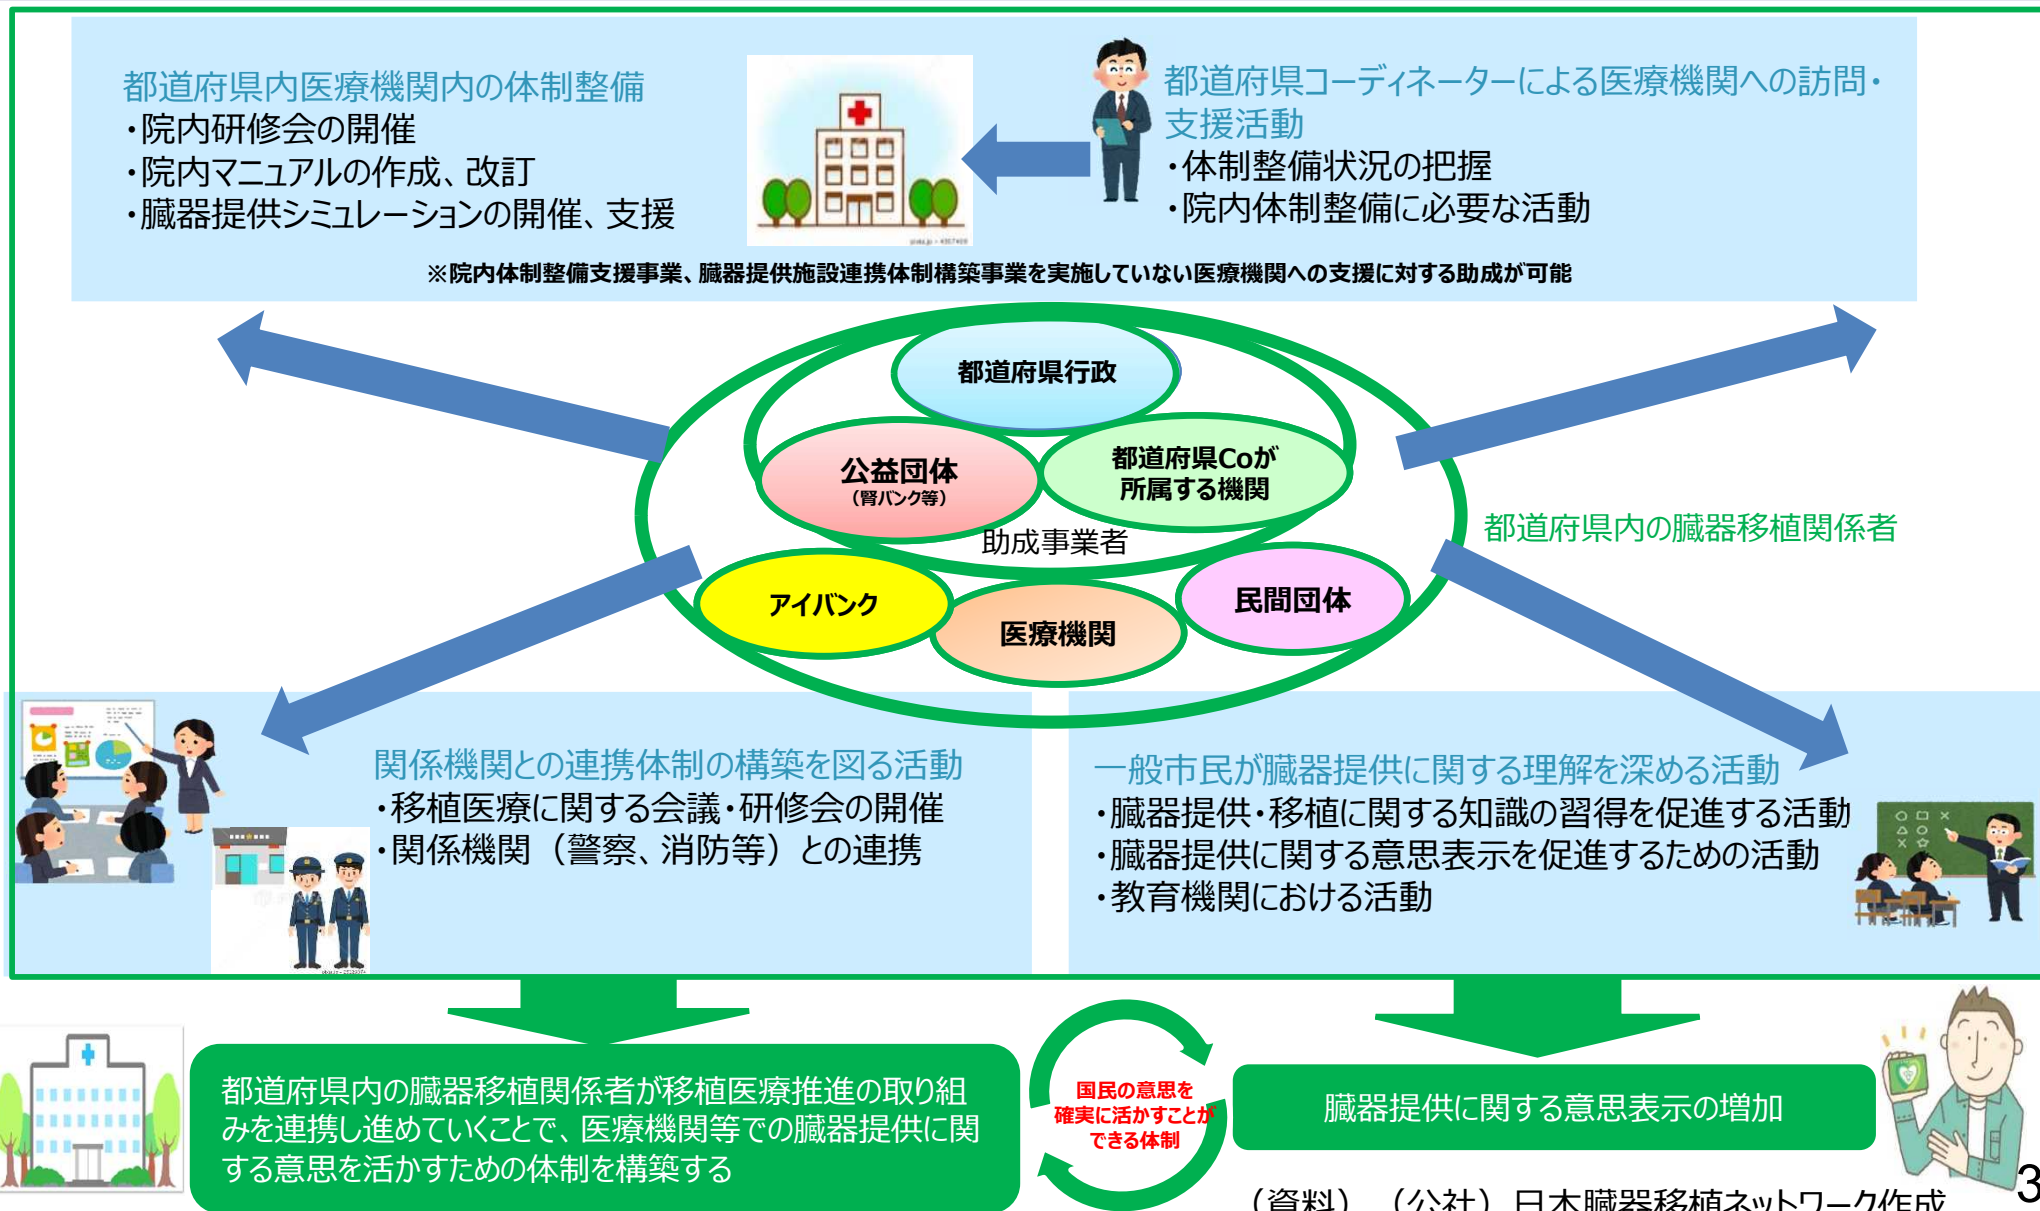 都道府県内医療機関内の体制整備
・院内研修会の開催
・院内マニュアルの作成、改訂
・臓器提供シミュレーションの開催、支援
都道府県コーディネーターによる医療機関への訪問・
支援活動
・体制整備状況の把握
・院内体制整備に必要な活動
※院内体制整備支援事業、臓器提供施設連携体制構築事業を実施していない医療機関への支援に対する助成が可能
都道府県行政
公益団体
（腎バンク等）
都道府県Coが
所属する機関
助成事業者
都道府県内の臓器移植関係者
アイバンク
医療機関
民間団体
関係機関との連携体制の構築を図る活動
・移植医療に関する会議・研修会の開催
・関係機関（警察、消防等）との連携
一般市民が臓器提供に関する理解を深める活動
・臓器提供・移植に関する知識の習得を促進する活動
・臓器提供に関する意思表示を促進するための活動
・教育機関における活動
都道府県内の臓器移植関係者が移植医療推進の取り組
みを連携し進めていくことで、医療機関等での臓器提供に関
する意思を活かすための体制を構築する
国民の意思を
確実に活かすことが
できる体制
臓器提供に関する意思表示の増加
（資料）（公社）日本臓器移植ネットワーク作成
3